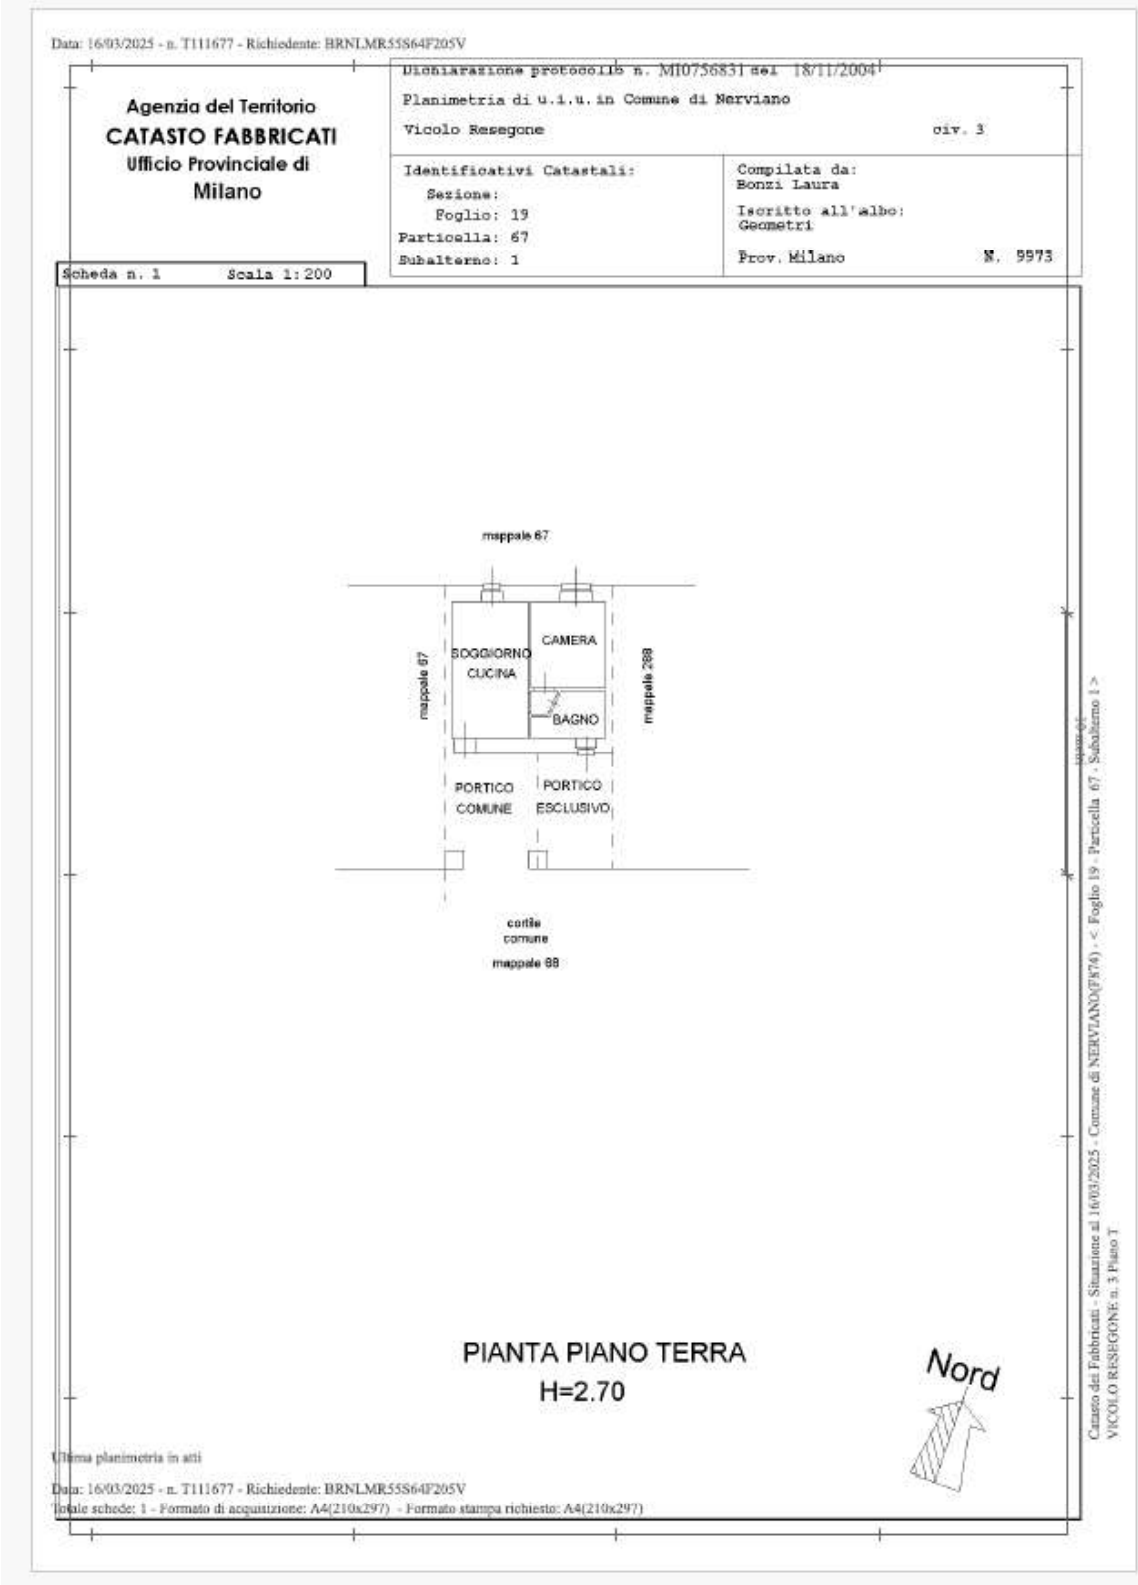 Data: 16/03/2025 - n. T111677 - Richiedente: BRNLMR55S64F205V
Agenzia del Territorio
CATASTO FABBRICATI
Ufficio Provinciale di
Milano
Dichiarazione protocollo n. MI0756831 del 18/11/2004
Planimetria di u.i.u. in Comune di Nerviano
Vicolo Resegone civ. 3
Identificativi Catastali:
Sezione:
Foglio: 19
Particella: 67
Subalterno: 1
Compilata da:
Bonzi Laura
Iscritto all'albo:
Geometri
Prov. Milano N. 9973
Scheda n. 1 Scala 1:200
mappale 67
mappale 67
SOGGIORNO
CUCINA
CAMERA
BAGNO
mappale 288
PORTICO
COMUNE
PORTICO
ESCLUSIVO
cortile
comune
mappale 68
10 metri
Catasto dei Fabbricati - Situazione al 16/03/2025 - Comune di NERVIANO(F874) - < Foglio 19 - Particella 67 - Subalterno 1 >
VICOLO RESEGONE n. 3 Piano T
PIANTA PIANO TERRA
H=2.70
Nord
Ultima planimetria in atti
Data: 16/03/2025 - n. T111677 - Richiedente: BRNLMR55S64F205V
Totale schede: 1 - Formato di acquisizione: A4(210x297) - Formato stampa richiesto: A4(210x297)